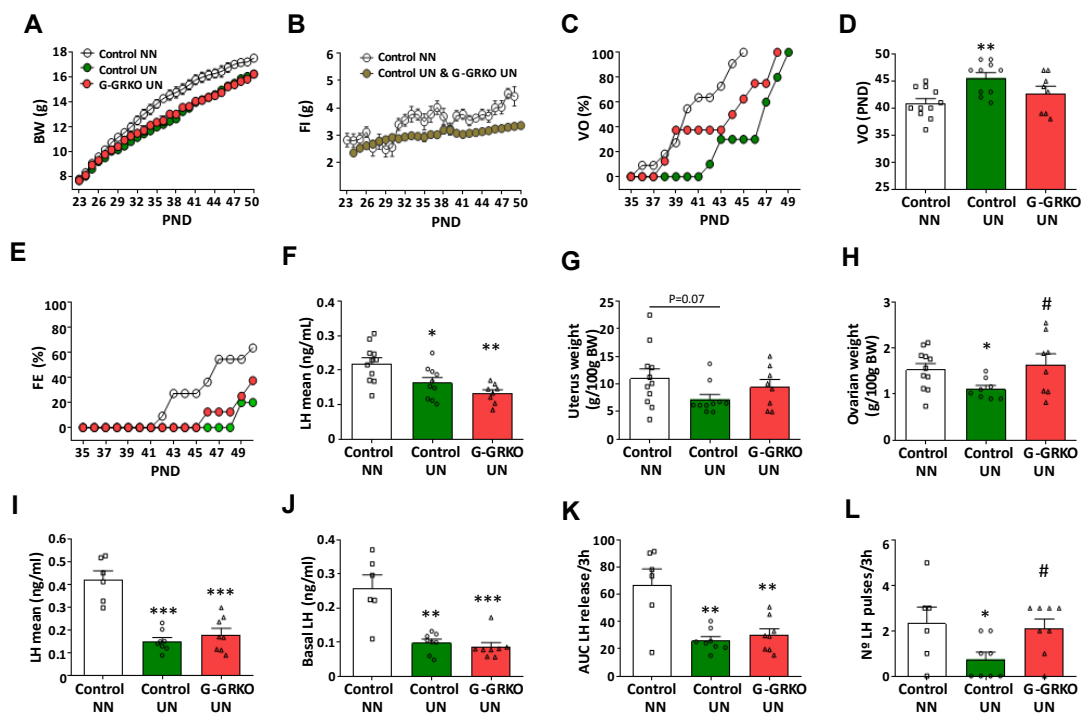 A
BW (g)
18
16
14
12
10
8
Control NN
Control UN
G-GRKO UN
23 26 29 32 35 38 41 44 47 50
PND
B
FI (g)
6
5
4
3
2
Control NN
Control UN & G-GRKO UN
23 26 29 32 35 38 41 44 47 50
PND
C
VO (%)
100
80
60
40
20
0
35 37 39 41 43 45 47 49
PND
D
VO (PND)
50
45
40
35
30
25
**
Control NN
Control UN
G-GRKO UN
E
FE (%)
100
80
60
40
20
0
35 37 39 41 43 45 47 49
PND
F
LH mean (ng/mL)
0.4
0.3
0.2
0.1
0
*
**
Control NN
Control UN
G-GRKO UN
G
Uterus weight
(g/100g BW)
25
20
15
10
5
0
P=0.07
Control NN
Control UN
G-GRKO UN
H
Ovarian weight
(g/100g BW)
3
2
1
0
*
#
Control NN
Control UN
G-GRKO UN
I
LH mean (ng/ml)
0.6
0.5
0.4
0.3
0.2
0.1
0
***
***
Control NN
Control UN
G-GRKO UN
J
Basal LH (ng/ml)
0.5
0.4
0.3
0.2
0.1
0
**
***
Control NN
Control UN
G-GRKO UN
K
AUC LH release/3h
100
80
60
40
20
0
**
**
Control NN
Control UN
G-GRKO UN
L
Nº LH pulses/3h
6
4
2
0
*
#
Control NN
Control UN
G-GRKO UN